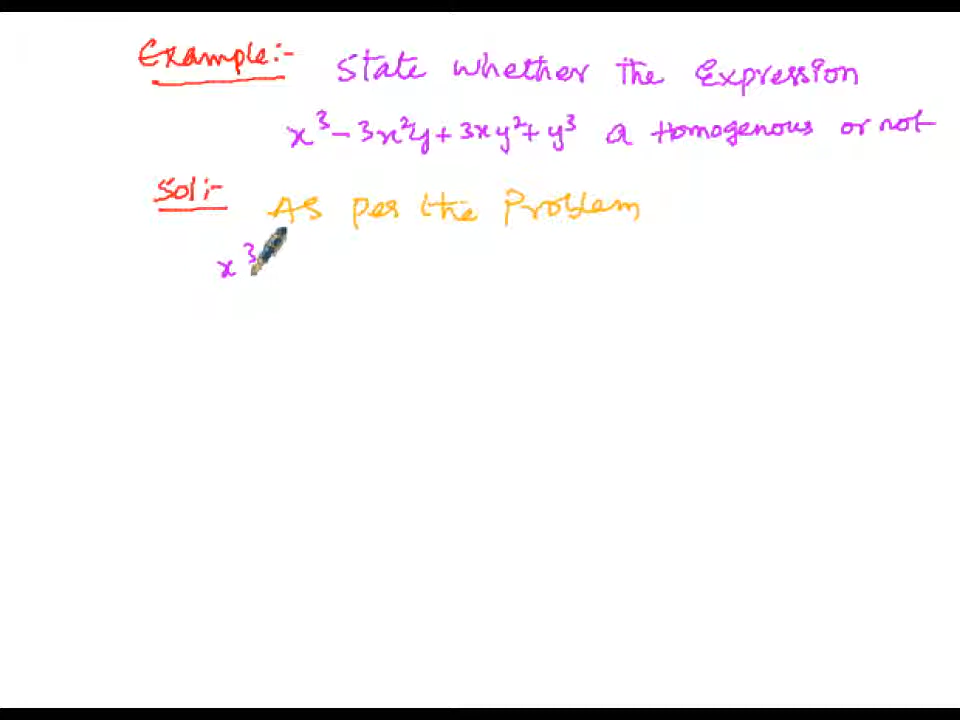 Example:-
State whether the Expression
x³ - 3x²y + 3xy² + y³ a Homogenous or not
Sol:-
As per the Problem
x³